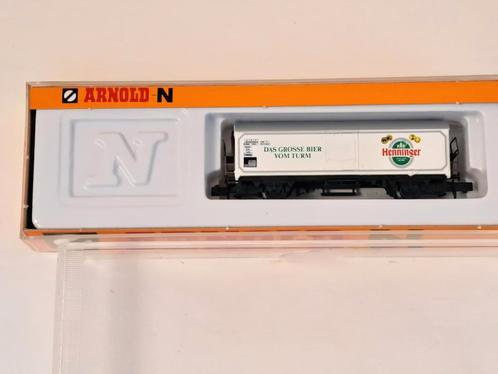 ARNOLD N
N
DAS GROSSE BIER
VOM TURM
Henninger